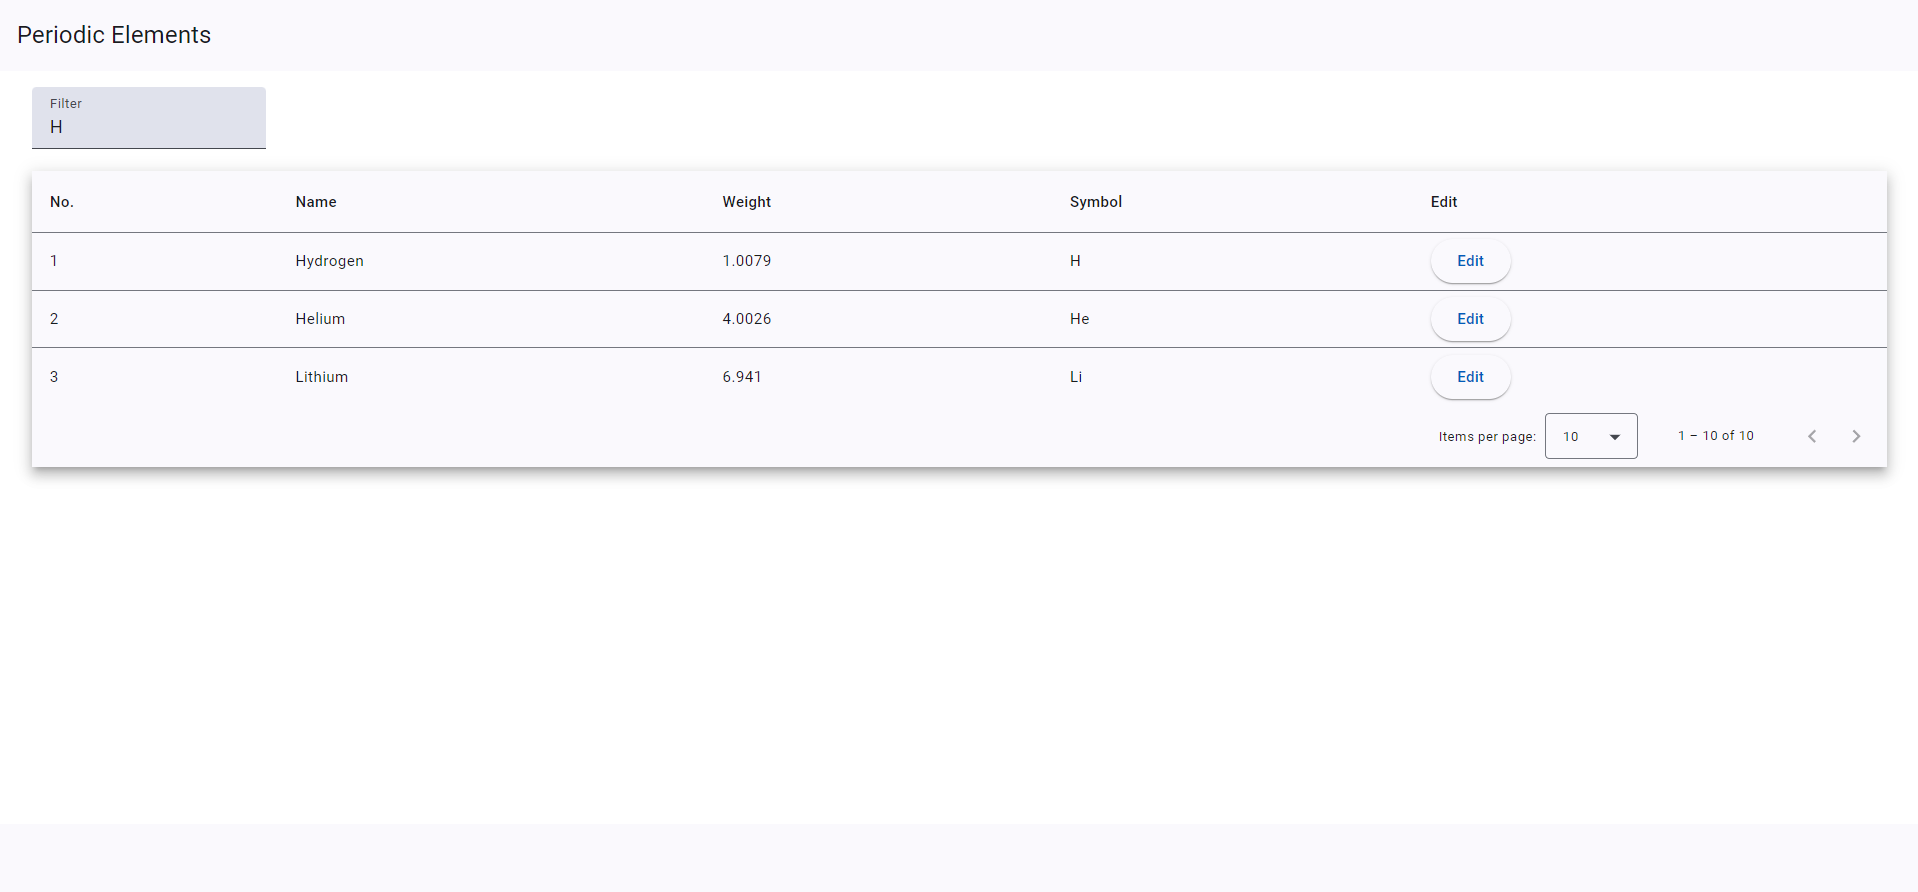 Periodic Elements
Filter
H
No. Name Weight Symbol Edit
1 Hydrogen 1.0079 H Edit
2 Helium 4.0026 He Edit
3 Lithium 6.941 Li Edit
Items per page: 10 1 – 10 of 10